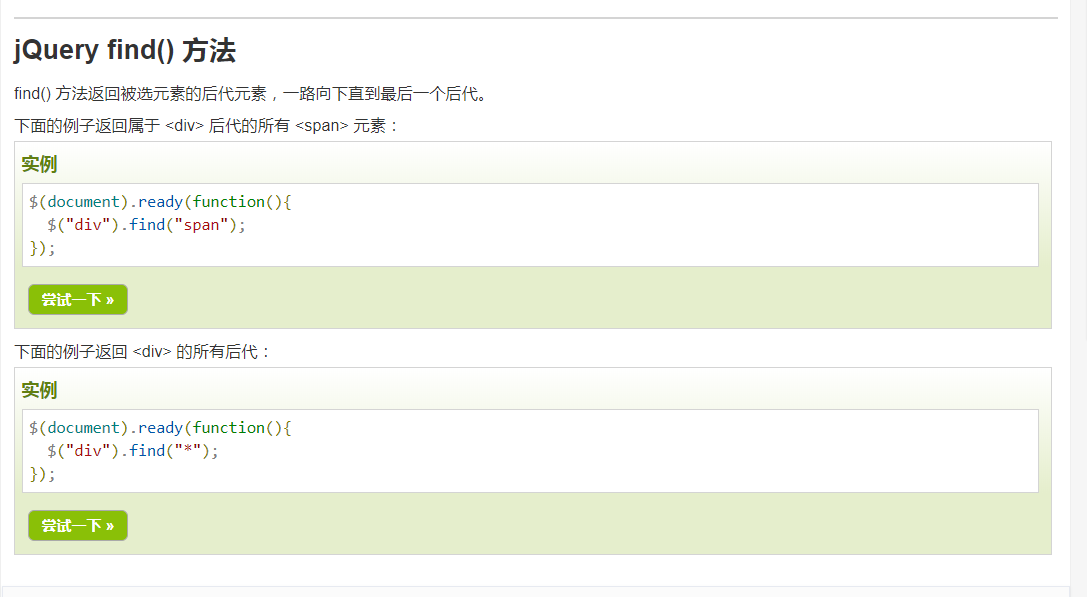 jQuery find() 方法
find() 方法返回被选元素的后代元素，一路向下直到最后一个后代。
下面的例子返回属于 <div> 后代的所有 <span> 元素：
实例
$(document).ready(function(){
  $("div").find("span");
});
尝试一下 »
下面的例子返回 <div> 的所有后代：
实例
$(document).ready(function(){
  $("div").find("*");
});
尝试一下 »